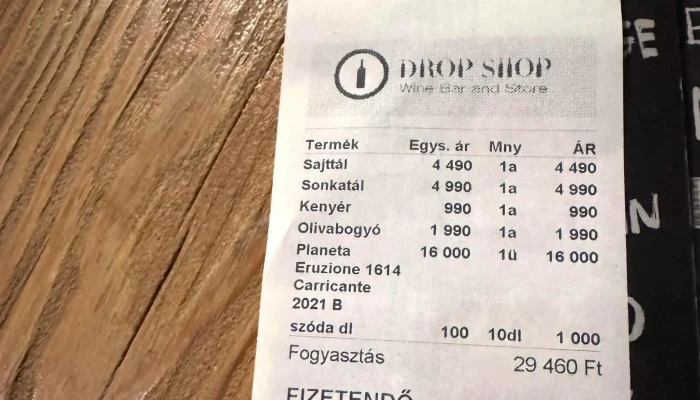 DROP SHOP
Wine Bar and Store
Termék Egys. ár Mny ÁR
Sajttál 4 490 1a 4 490
Sonkatál 4 990 1a 4 990
Kenyér 990 1a 990
Olivabogyó 1 990 1a 1 990
Planeta 16 000 1ü 16 000
Eruzione 1614
Carricante
2021 B
szóda dl 100 10dl 1 000
Fogyasztás 29 460 Ft
FIZETENDŐ